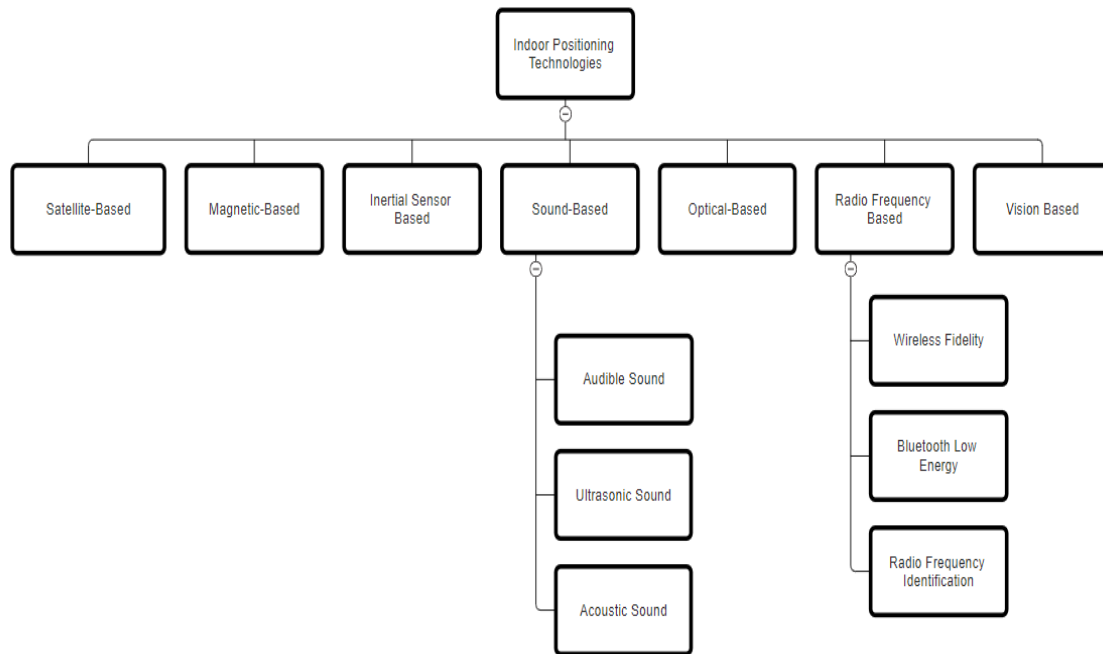 Indoor Positioning
Technologies
Satellite-Based
Magnetic-Based
Inertial Sensor
Based
Sound-Based
Optical-Based
Radio Frequency
Based
Vision Based
Audible Sound
Ultrasonic Sound
Acoustic Sound
Wireless Fidelity
Bluetooth Low
Energy
Radio Frequency
Identification